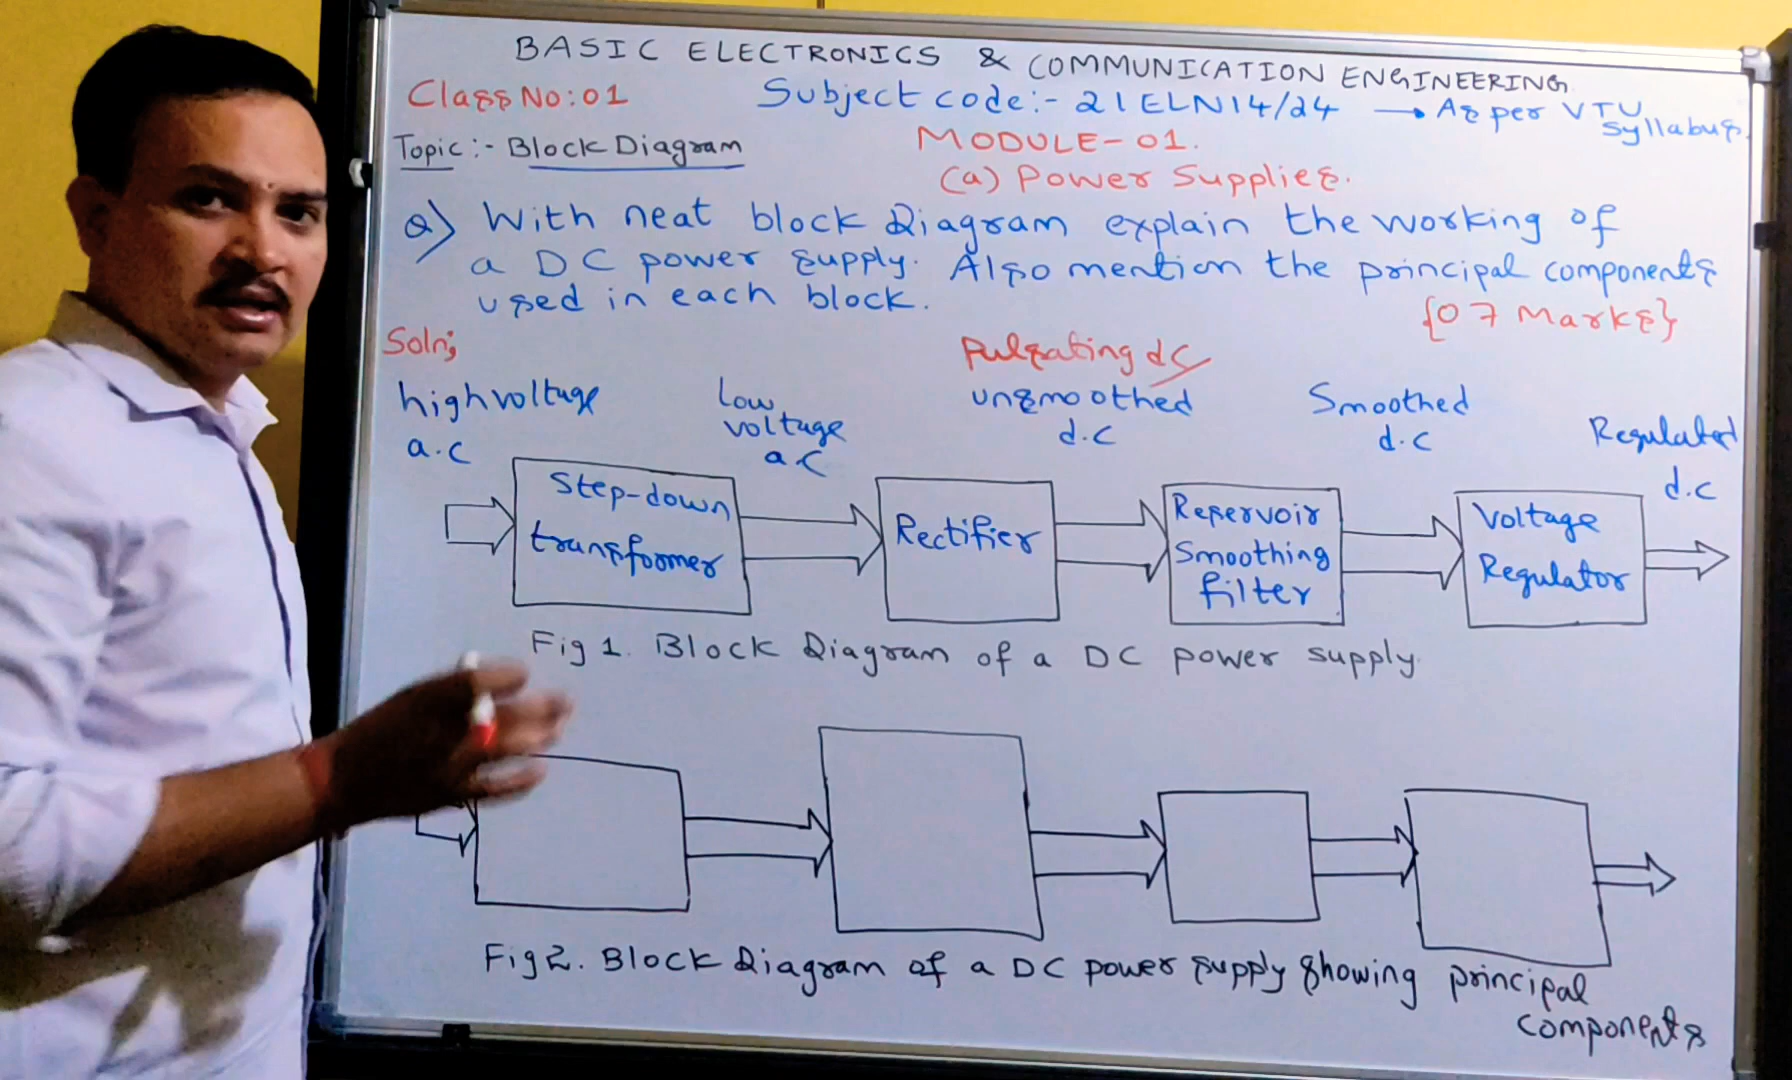 BASIC ELECTRONICS & COMMUNICATION ENGINEERING
Class No: 01
Subject code:- 21ELN14/24 → As per VTU syllabus.
Topic:- Block Diagram
MODULE-01.
(a) Power Supplies.
Q) With neat block Diagram explain the working of
a DC power supply. Also mention the principal components
used in each block.
{07 Marks}
Soln;
high voltage
a.c
Low
voltage
a.c
Pulsating dc
unsmoothed
d.c
Smoothed
d.c
Regulated
d.c
Step-down
transformer
Rectifier
Reservoir
Smoothing
filter
Voltage
Regulator
Fig 1. Block Diagram of a DC power supply.
Fig 2. Block Diagram of a DC power supply showing principal
components